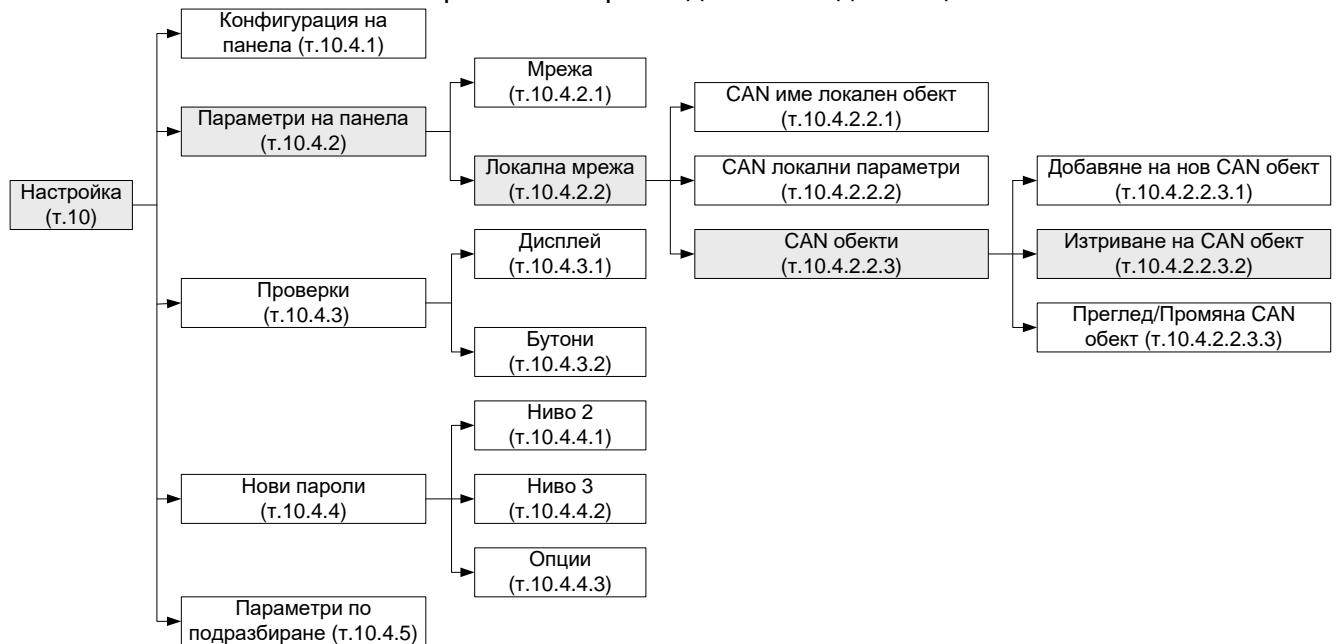 Конфигурация на
панела (т.10.4.1)
Параметри на панела
(т.10.4.2)
Мрежа
(т.10.4.2.1)
Локална мрежа
(т.10.4.2.2)
CAN име локален обект
(т.10.4.2.2.1)
CAN локални параметри
(т.10.4.2.2.2)
CAN обекти
(т.10.4.2.2.3)
Добавяне на нов CAN обект
(т.10.4.2.2.3.1)
Изтриване на CAN обект
(т.10.4.2.2.3.2)
Преглед/Промяна CAN
обект (т.10.4.2.2.3.3)
Настройка
(т.10)
Проверки
(т.10.4.3)
Дисплей
(т.10.4.3.1)
Бутони
(т.10.4.3.2)
Нови пароли
(т.10.4.4)
Ниво 2
(т.10.4.4.1)
Ниво 3
(т.10.4.4.2)
Опции
(т.10.4.4.3)
Параметри по
подразбиране (т.10.4.5)